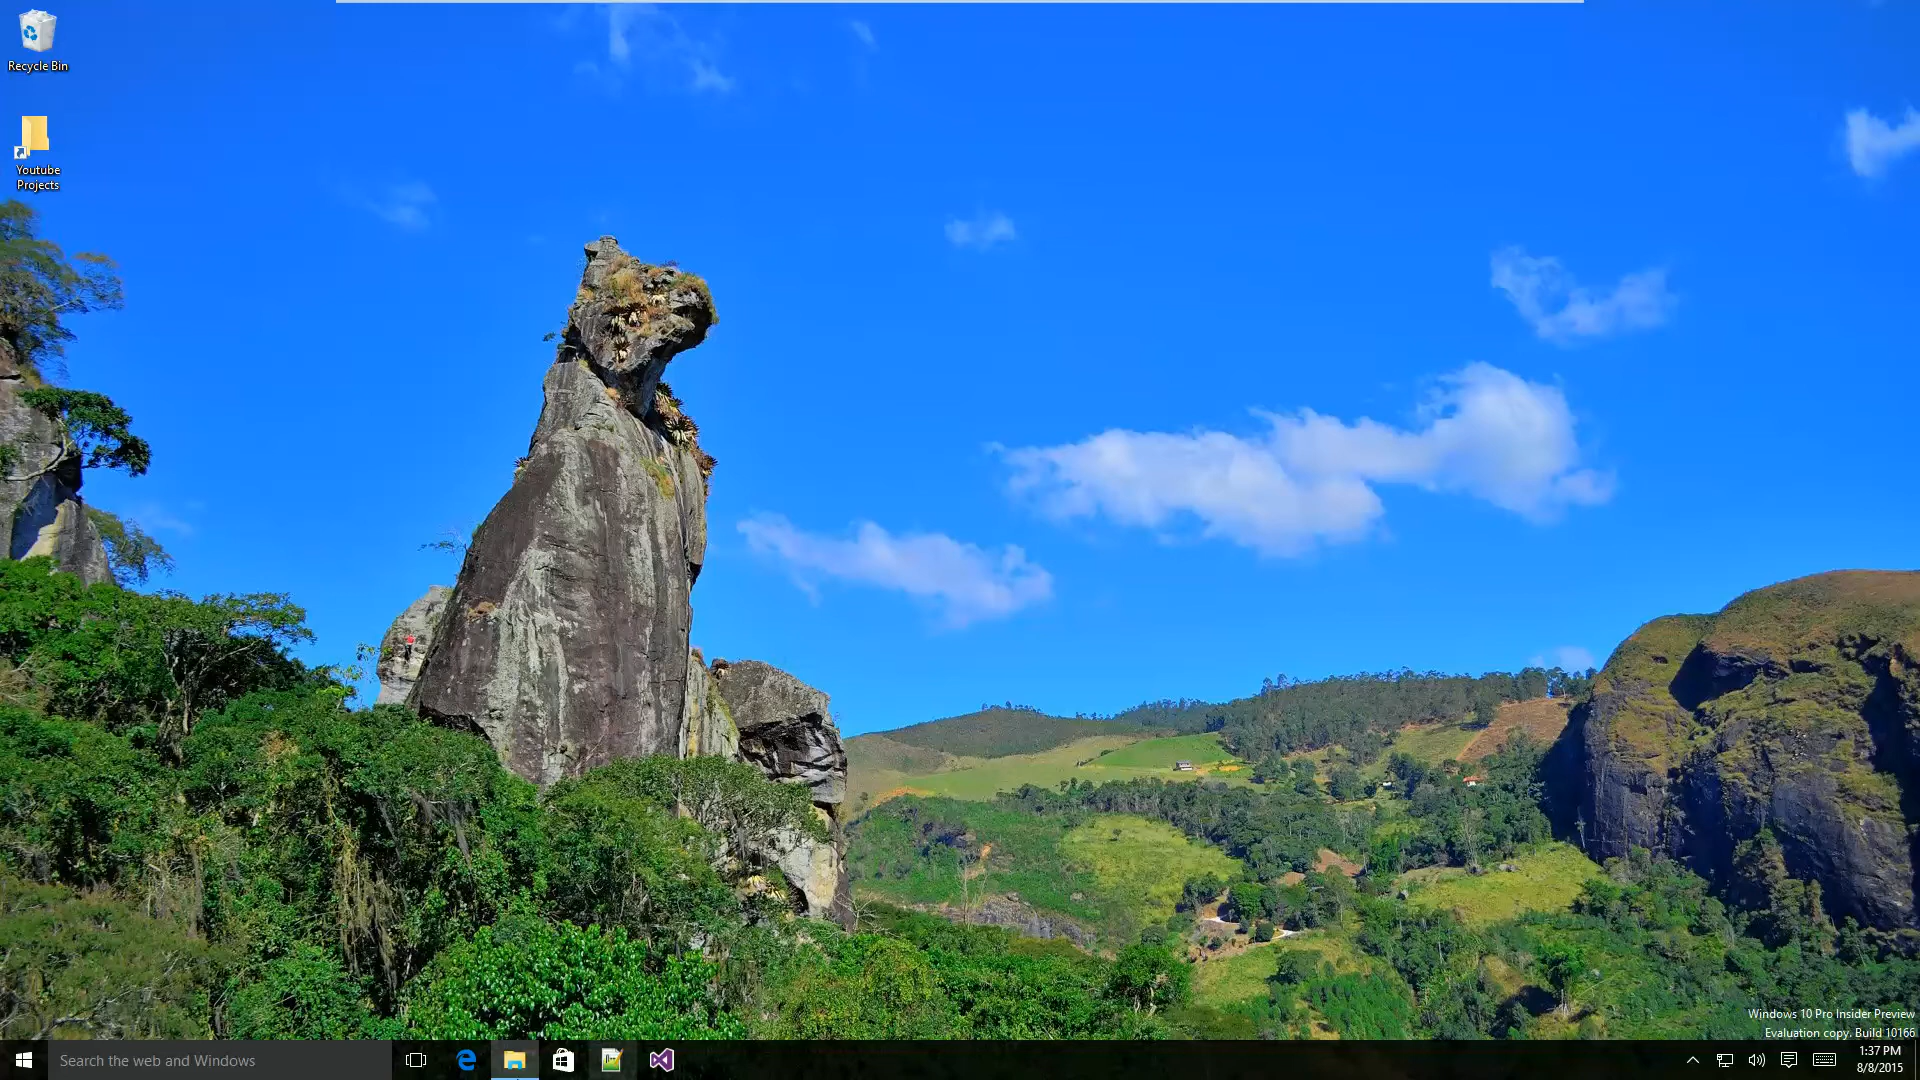 Recycle Bin
Youtube
Projects
Windows 10 Pro Insider Preview
Evaluation copy. Build 10166
Search the web and Windows
1:37 PM
8/8/2015